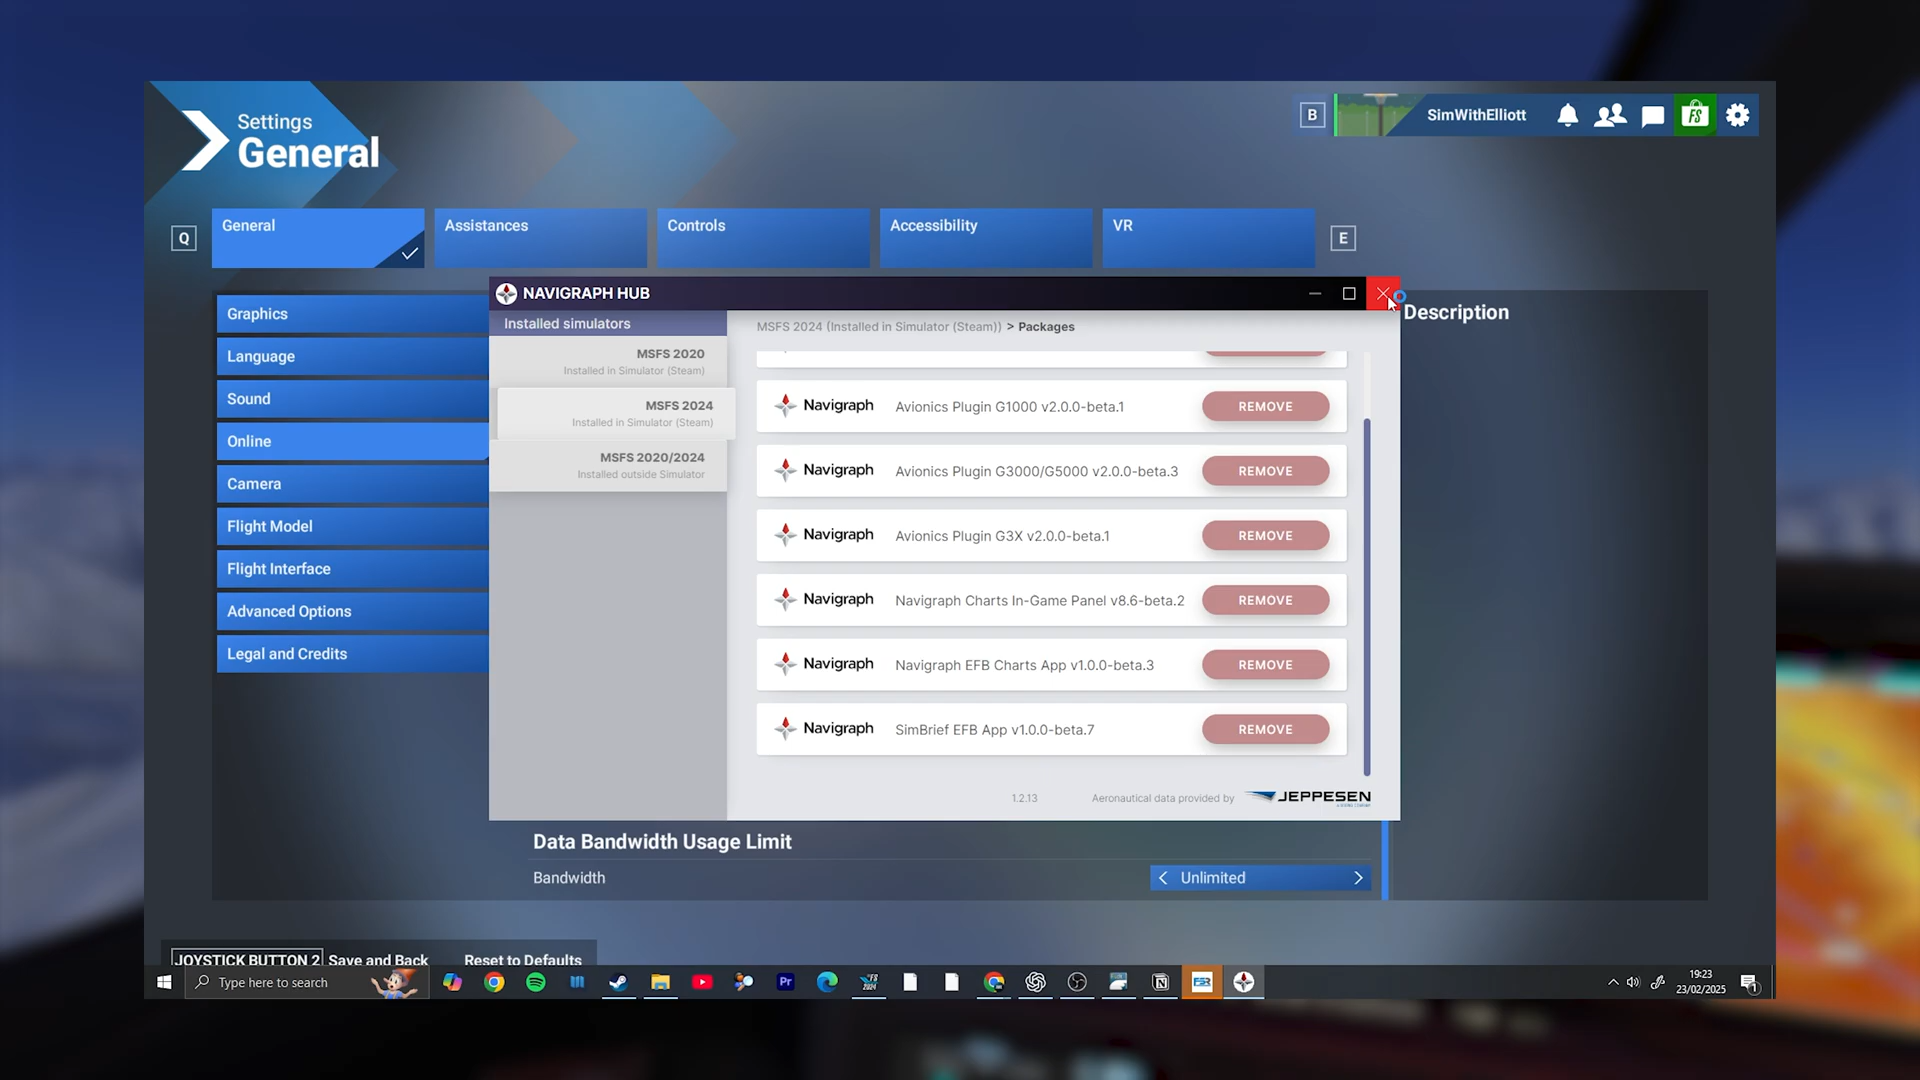 Settings
General
B
SimWithElliott
FS
Q
General
Assistances
Controls
Accessibility
VR
E
Graphics
Language
Sound
Online
Camera
Flight Model
Flight Interface
Advanced Options
Legal and Credits
NAVIGRAPH HUB
Installed simulators
MSFS 2020
Installed in Simulator (Steam)
MSFS 2024
Installed in Simulator (Steam)
MSFS 2020/2024
Installed outside Simulator
MSFS 2024 (Installed in Simulator (Steam)) > Packages
Navigraph Avionics Plugin G1000 v2.0.0-beta.1 REMOVE
Navigraph Avionics Plugin G3000/G5000 v2.0.0-beta.3 REMOVE
Navigraph Avionics Plugin G3X v2.0.0-beta.1 REMOVE
Navigraph Navigraph Charts In-Game Panel v8.6-beta.2 REMOVE
Navigraph Navigraph EFB Charts App v1.0.0-beta.3 REMOVE
Navigraph SimBrief EFB App v1.0.0-beta.7 REMOVE
1.2.13
Aeronautical data provided by JEPPESEN
Description
Data Bandwidth Usage Limit
Bandwidth
Unlimited
JOYSTICK BUTTON 2 Save and Back Reset to Defaults
Type here to search
Pr
FS
2024
N
FSR
19:23
23/02/2025
1